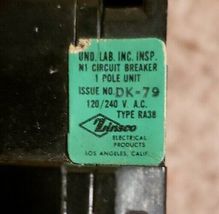 UND. LAB. INC. INSP.
N1 CIRCUIT BREAKER
1 POLE UNIT
ISSUE NO. DK-79
120/240 V. A.C.
TYPE RA38
Zinsco
ELECTRICAL
PRODUCTS
LOS ANGELES, CALIF.